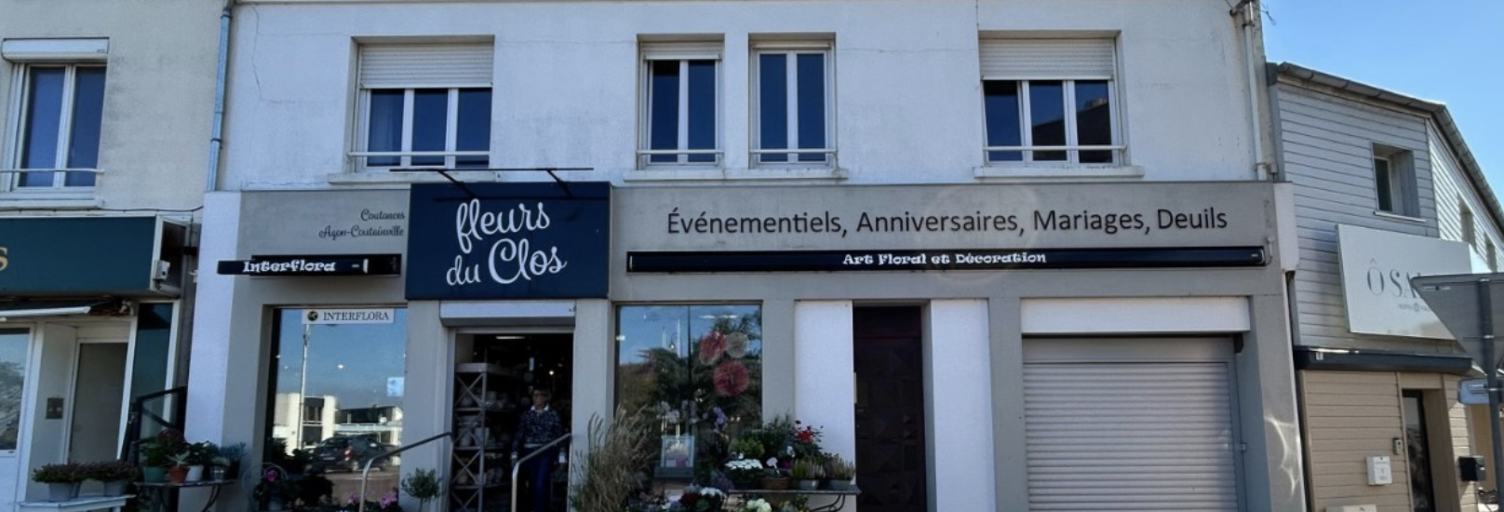 Coutances
Agon-Coutainville
fleurs
du Clos
Événementiels, Anniversaires, Mariages, Deuils
Interflora
Art Floral et Décoration
INTERFLORA
Ô